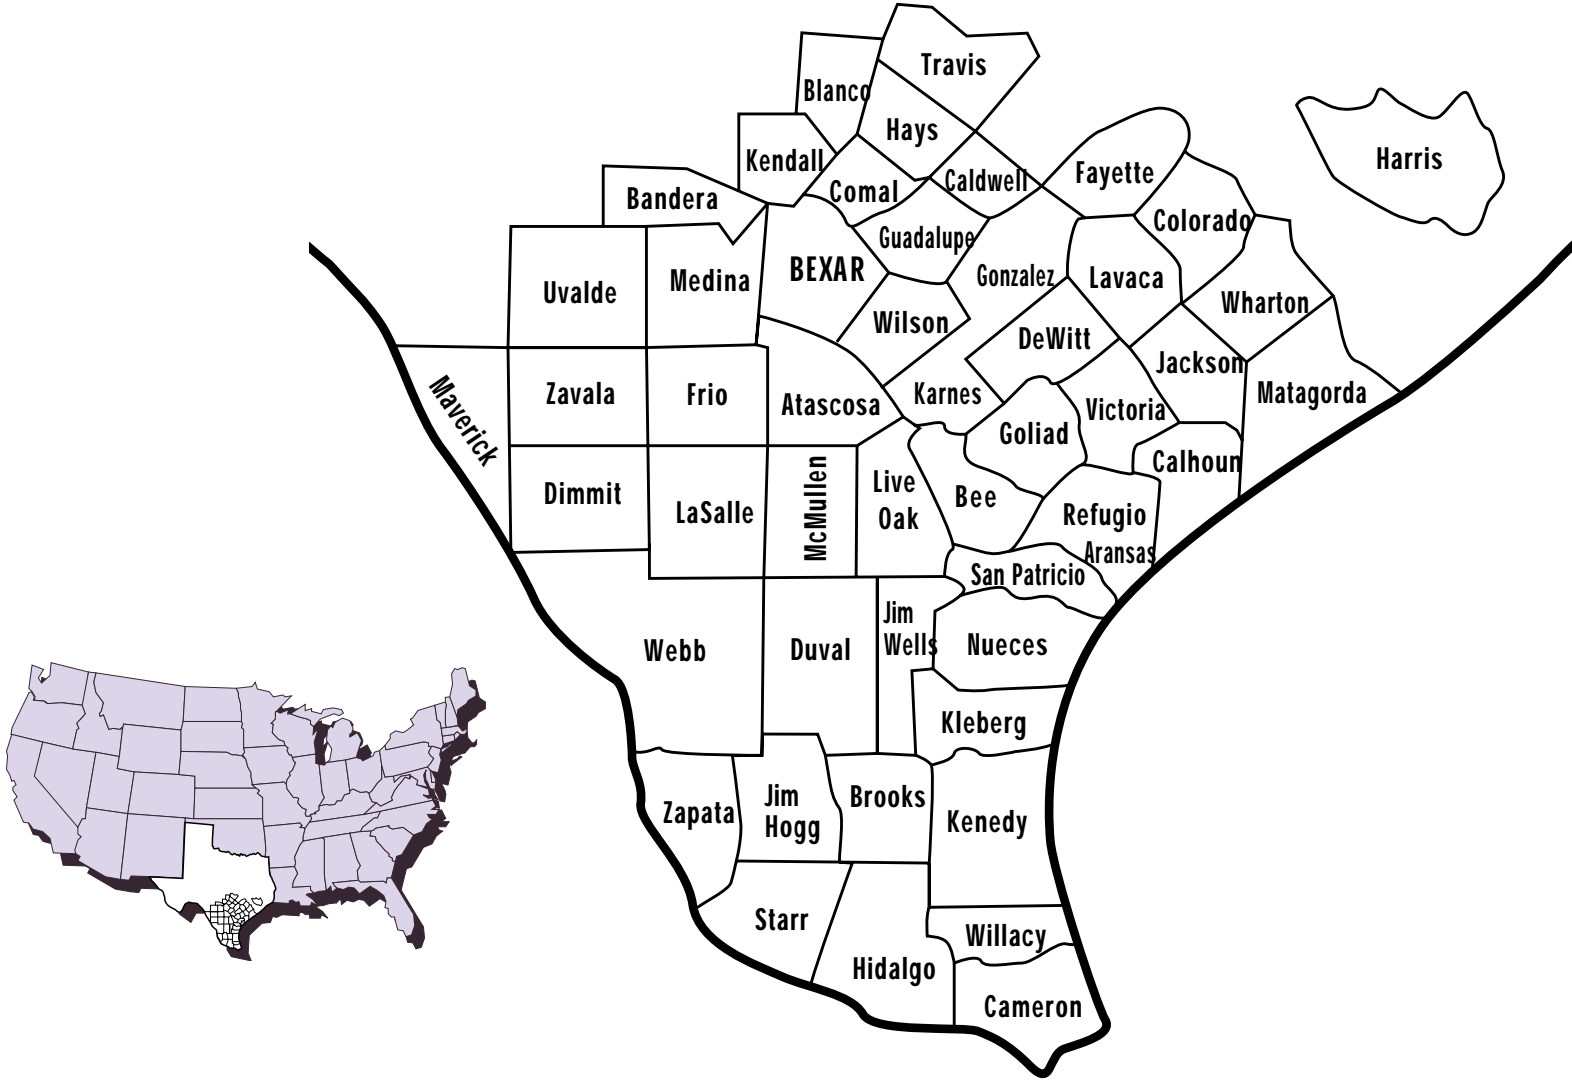 Travis
Blanco
Hays
Harris
Kendall
Fayette
Caldwell
Comal
Bandera
Colorado
Guadalupe
BEXAR
Gonzalez
Lavaca
Medina
Uvalde
Wharton
Wilson
DeWitt
Jackson
Maverick
Zavala
Frio
Atascosa
Karnes
Matagorda
Victoria
Goliad
Calhoun
Dimmit
LaSalle
McMullen
Live
Oak
Bee
Refugio
Aransas
San Patricio
Jim
Wells
Nueces
Webb
Duval
Kleberg
Zapata
Jim
Hogg
Brooks
Kenedy
Starr
Willacy
Hidalgo
Cameron